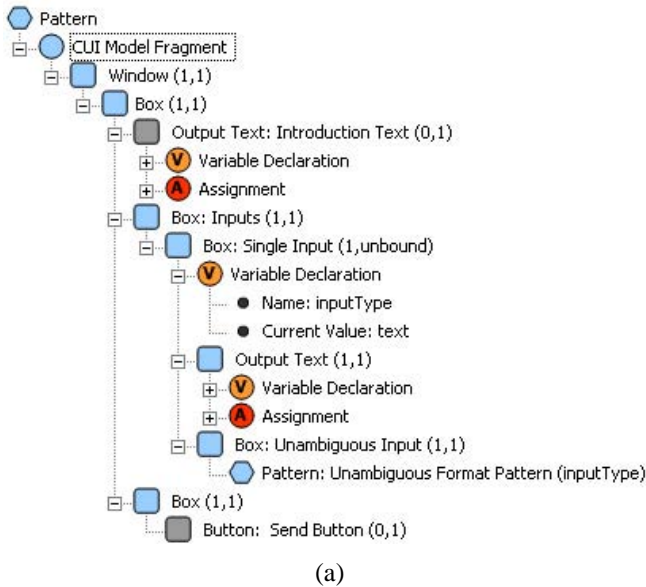 Pattern
CUI Model Fragment
Window (1,1)
Box (1,1)
Output Text: Introduction Text (0,1)
V Variable Declaration
A Assignment
Box: Inputs (1,1)
Box: Single Input (1,unbound)
V Variable Declaration
Name: inputType
Current Value: text
Output Text (1,1)
V Variable Declaration
A Assignment
Box: Unambiguous Input (1,1)
Pattern: Unambiguous Format Pattern (inputType)
Box (1,1)
Button: Send Button (0,1)
(a)